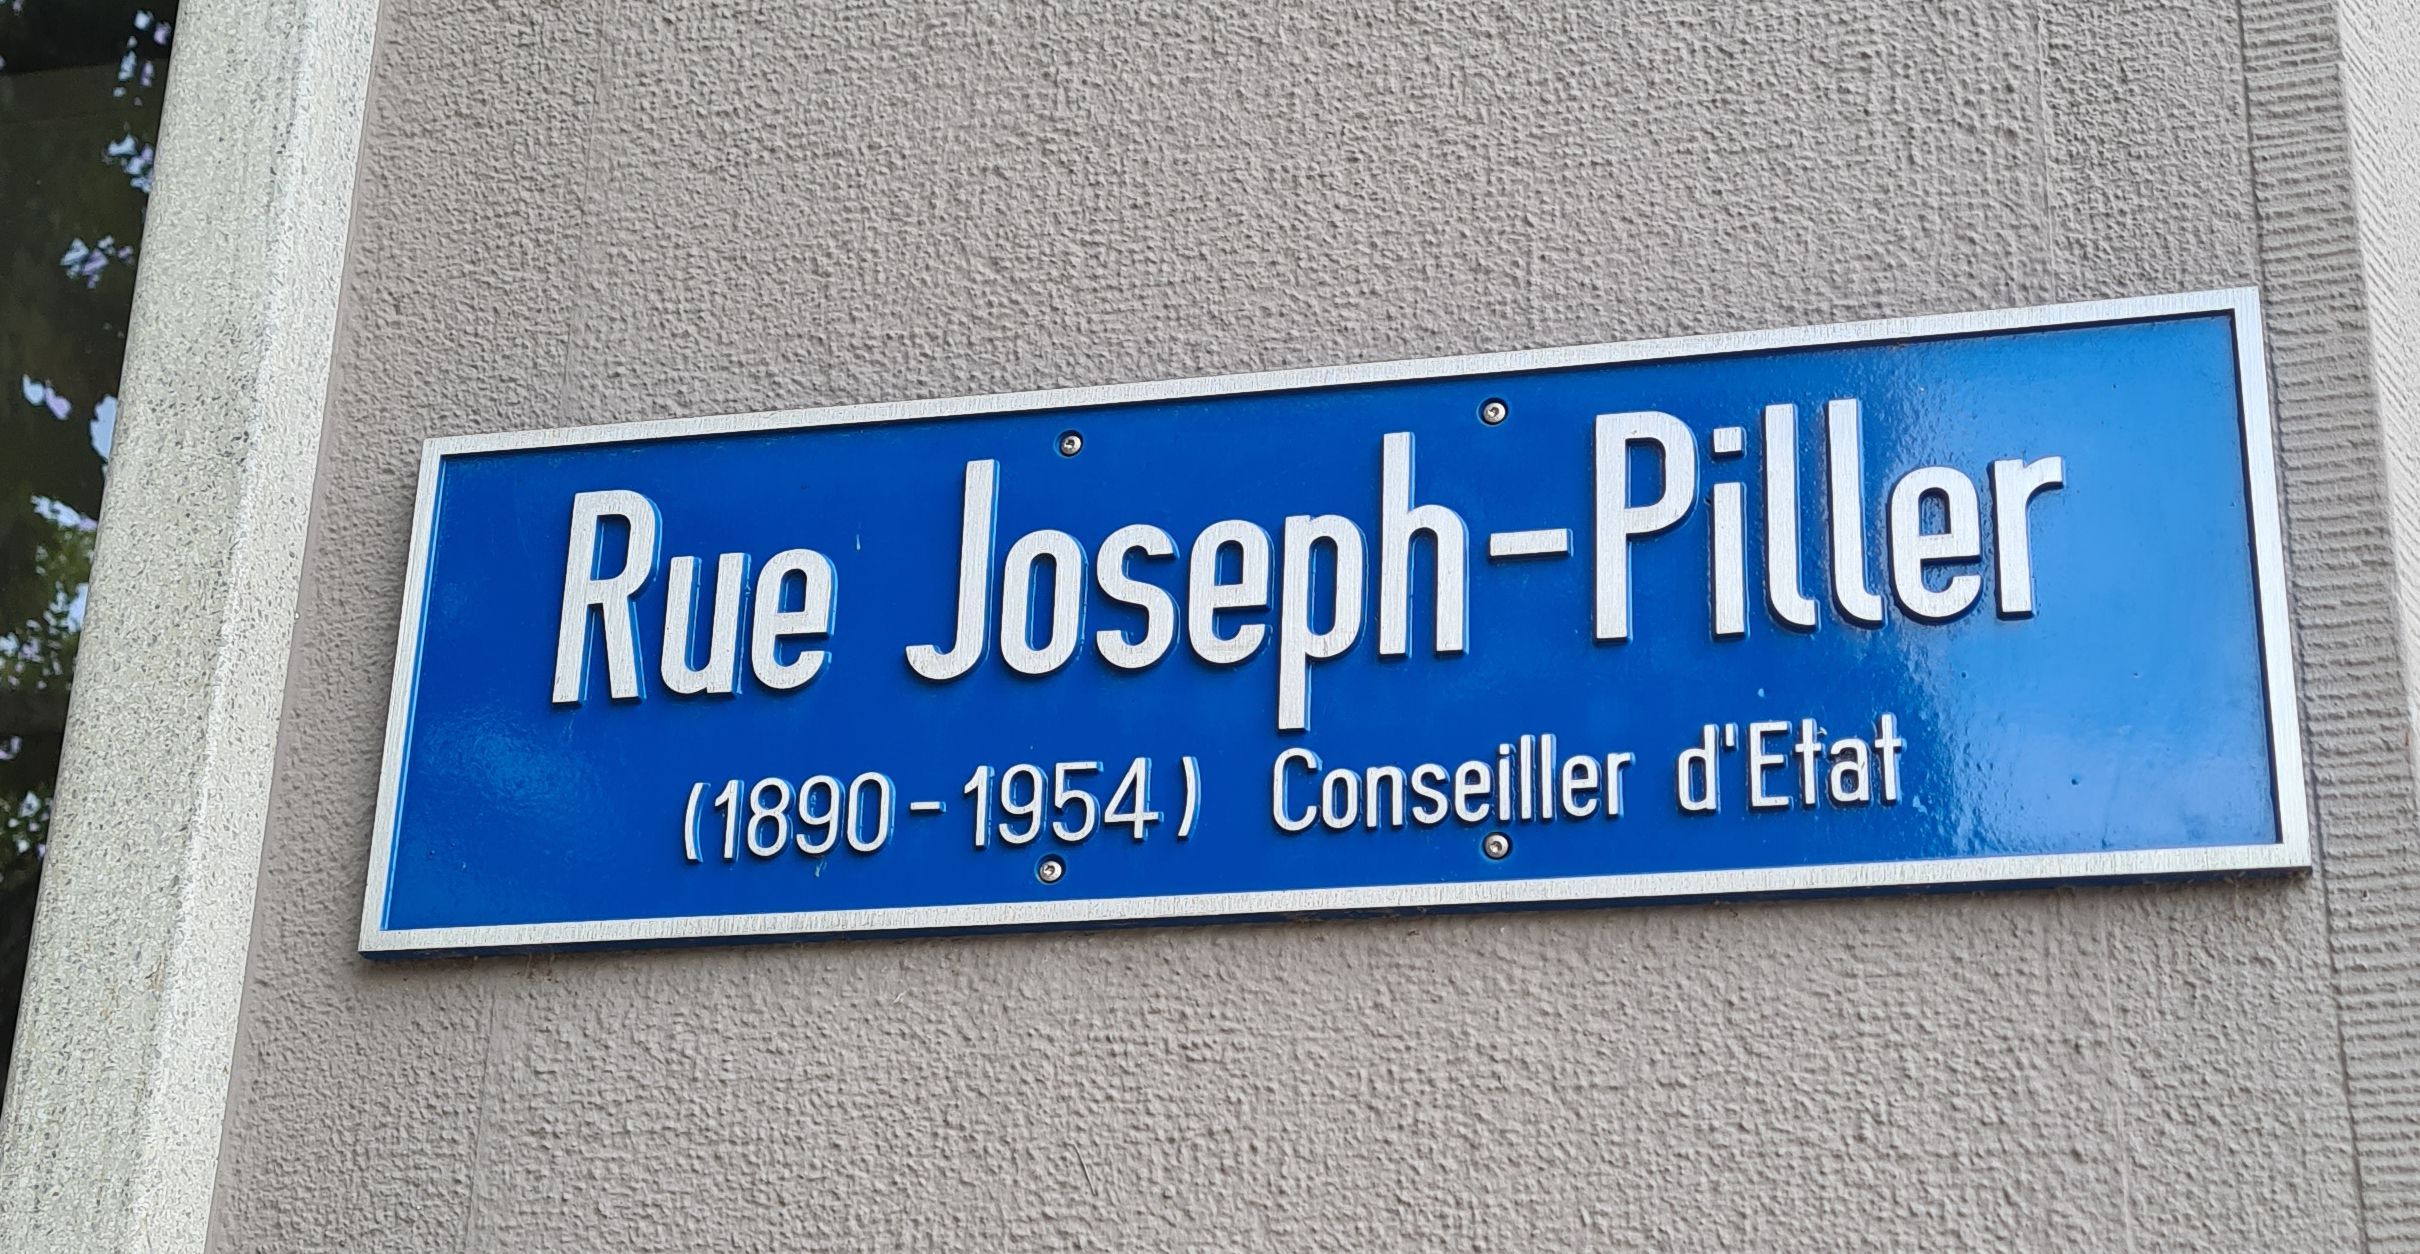 Rue Joseph-Piller
(1890-1954) Conseiller d'Etat